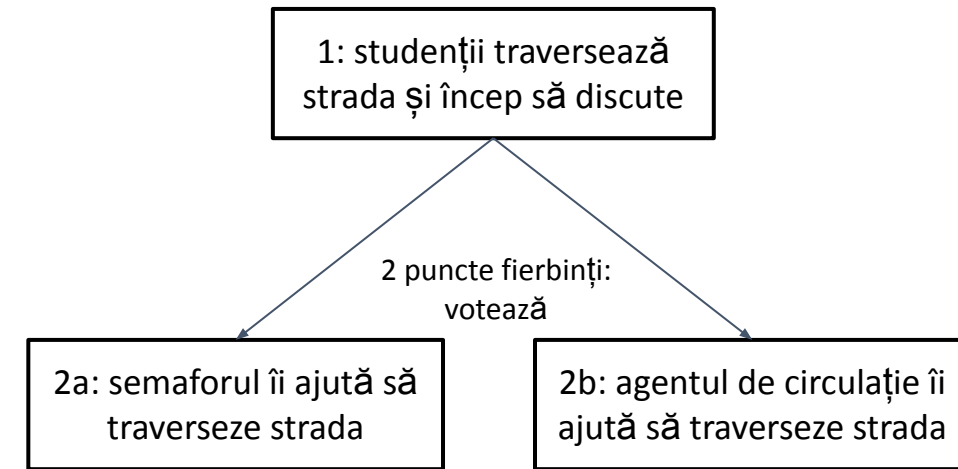 1: studenții traversează
strada și încep să discute
2 puncte fierbinți:
votează
2a: semaforul îi ajută să
traverseze strada
2b: agentul de circulație îi
ajută să traverseze strada